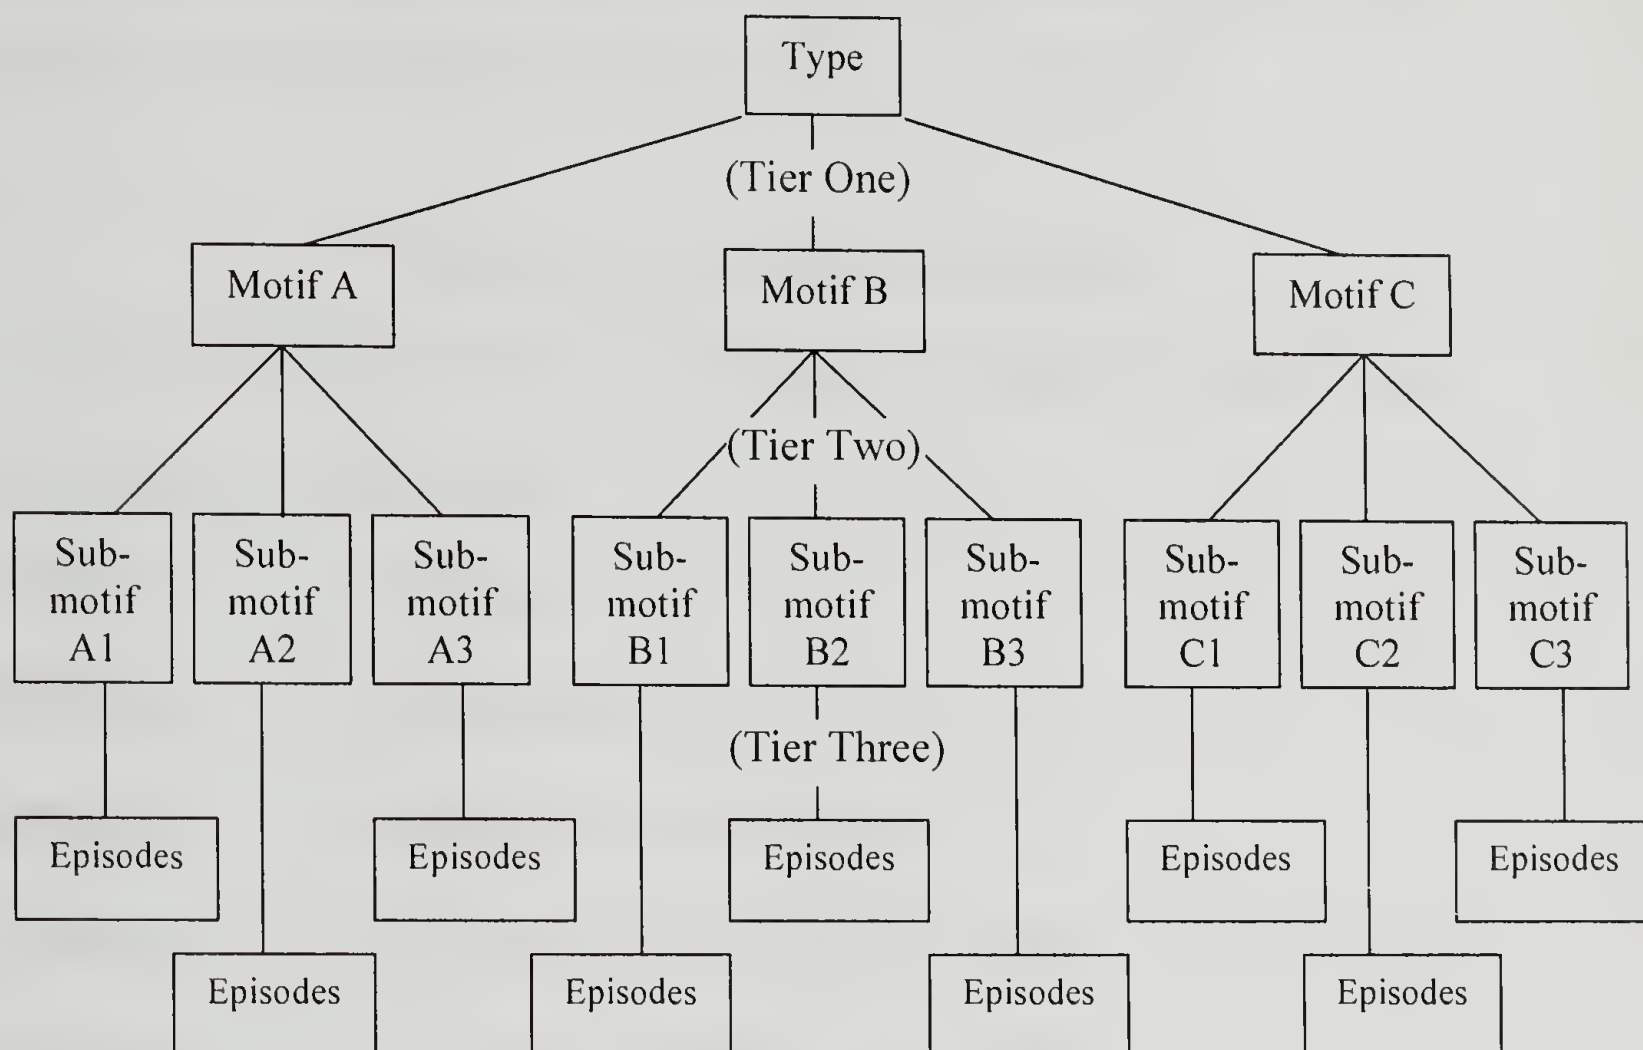 Type
(Tier One)
Motif A
Motif B
Motif C
(Tier Two)
Sub-
motif
A1
Sub-
motif
A2
Sub-
motif
A3
Sub-
motif
B1
Sub-
motif
B2
Sub-
motif
B3
Sub-
motif
C1
Sub-
motif
C2
Sub-
motif
C3
(Tier Three)
Episodes
Episodes
Episodes
Episodes
Episodes
Episodes
Episodes
Episodes
Episodes